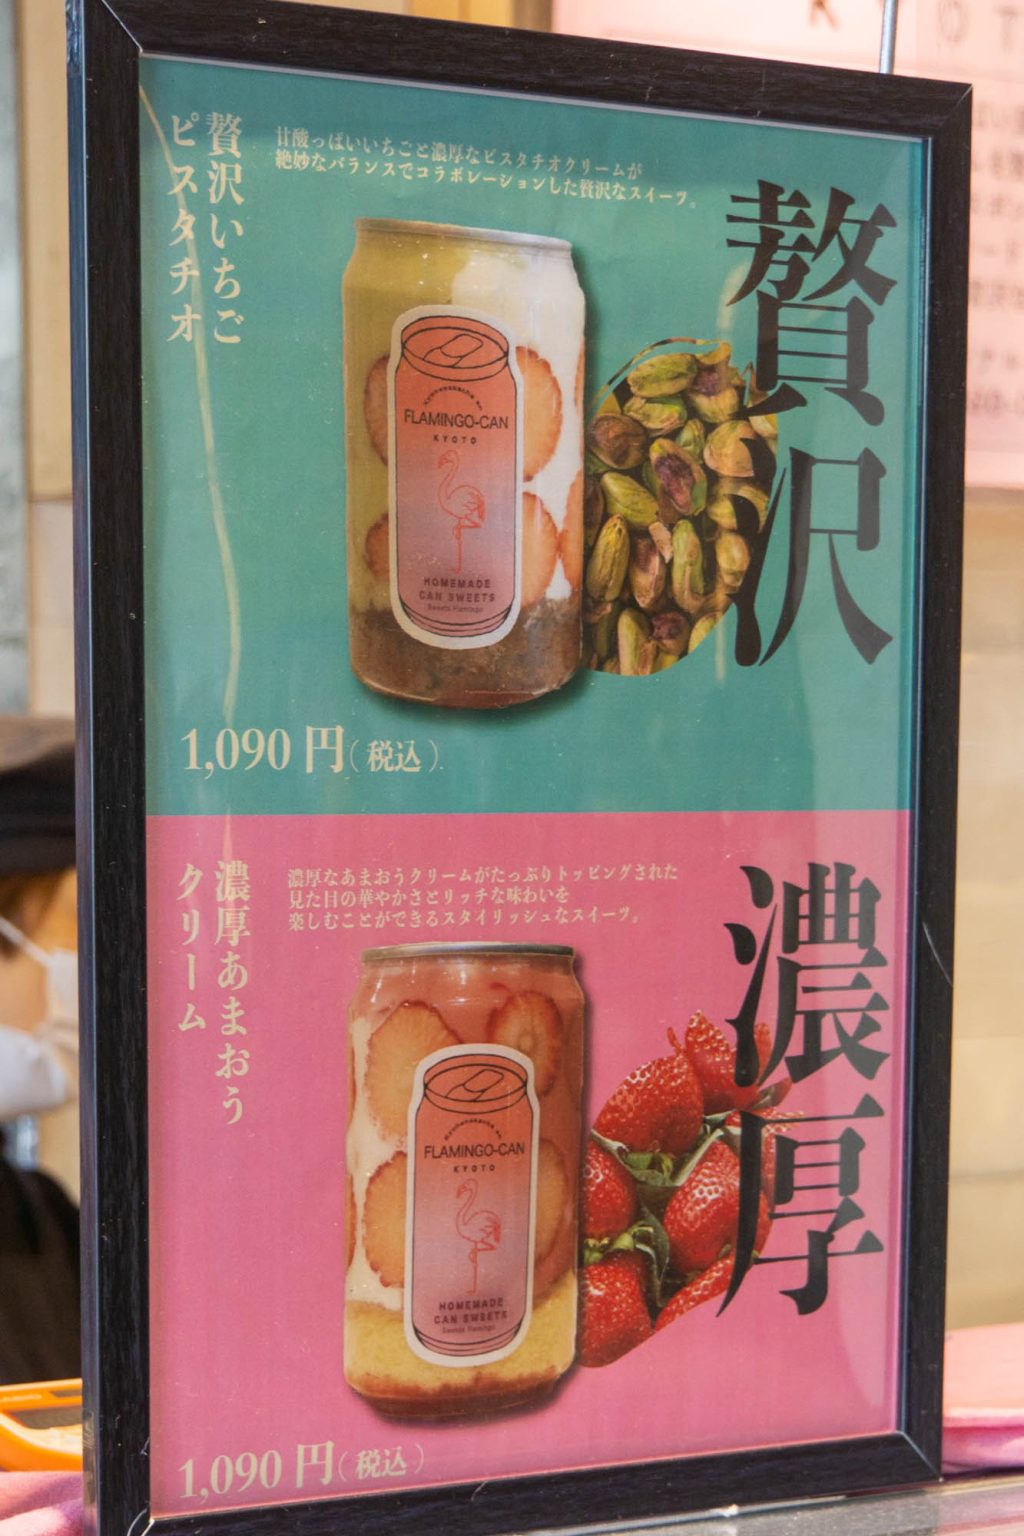 贅沢
甘酸っぱいいちごと濃厚なピスタチオクリームが
絶妙なバランスでコラボレーションした贅沢なスイーツ。
贅沢いちご
ピスタチオ
FLAMINGO-CAN
KYOTO
HOMEMADE
CAN SWEETS
Sweets Flamingo
1,090 円(税込)
濃厚
濃厚なあまおうクリームがたっぷりトッピングされた
見た目の華やかさとリッチな味わいを
楽しむことができるスタイリッシュなスイーツ。
濃厚あまおう
クリーム
FLAMINGO-CAN
KYOTO
HOMEMADE
CAN SWEETS
Sweets Flamingo
1,090 円(税込)